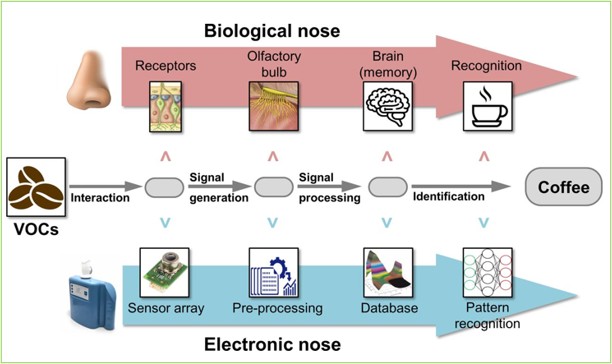 Biological nose
Receptors
Olfactory
bulb
Brain
(memory)
Recognition
VOCs
Interaction
Signal
generation
Signal
processing
Identification
Coffee
Sensor array
Pre-processing
Database
Pattern
recognition
Electronic nose